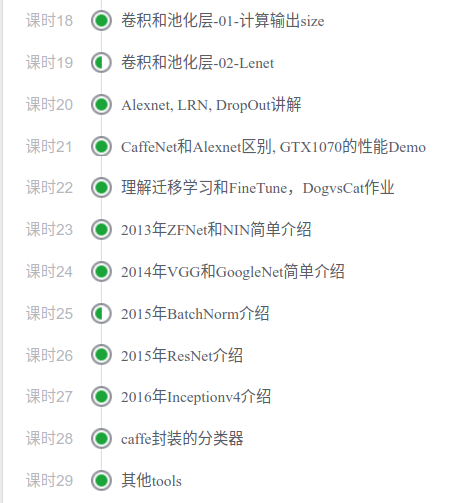 课时18 卷积和池化层-01-计算输出size
课时19 卷积和池化层-02-Lenet
课时20 Alexnet, LRN, DropOut讲解
课时21 CaffeNet和Alexnet区别, GTX1070的性能Demo
课时22 理解迁移学习和FineTune，DogvsCat作业
课时23 2013年ZFNet和NIN简单介绍
课时24 2014年VGG和GoogleNet简单介绍
课时25 2015年BatchNorm介绍
课时26 2015年ResNet介绍
课时27 2016年Inceptionv4介绍
课时28 caffe封装的分类器
课时29 其他tools